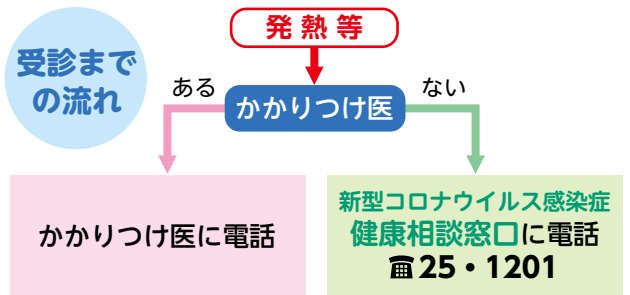 発熱等
受診まで
の流れ
ある
かかりつけ医
ない
かかりつけ医に電話
新型コロナウイルス感染症
健康相談窓口に電話
☎25・1201